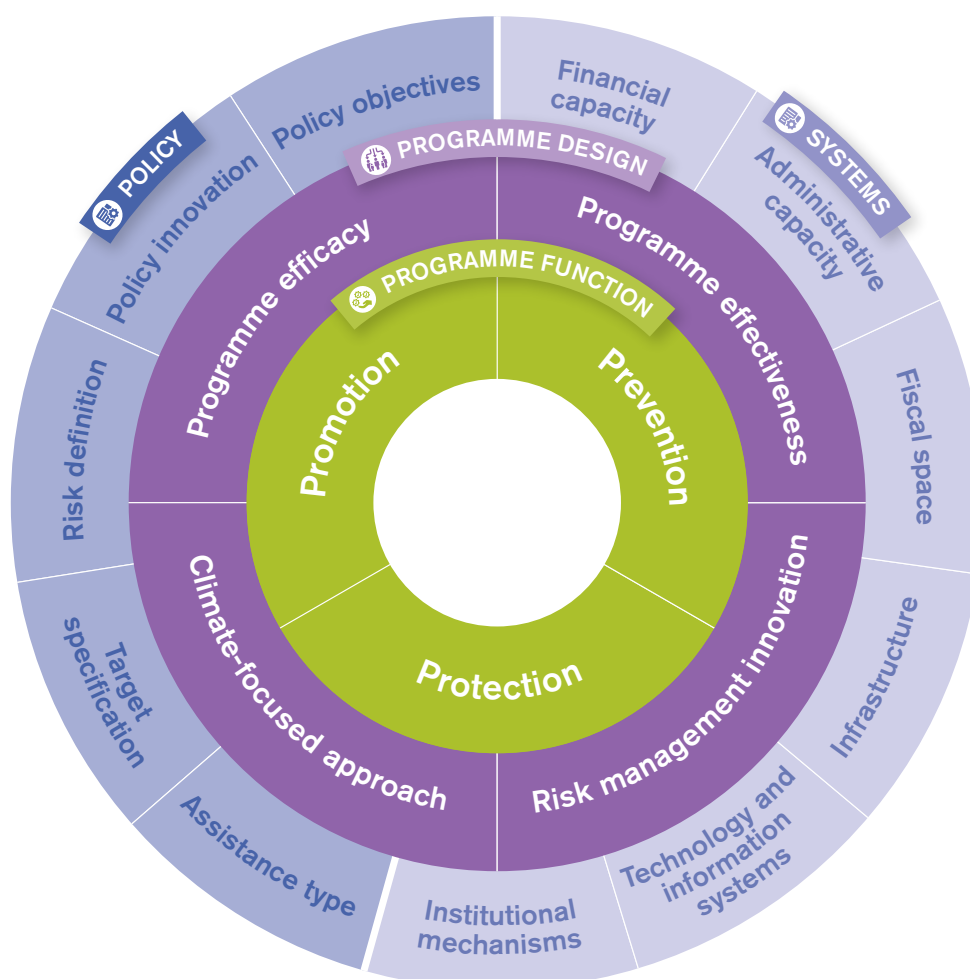 POLICY
Policy objectives
Policy innovation
Risk definition
Target
specification
Assistance type
SYSTEMS
Financial
capacity
Administrative
capacity
Fiscal space
Infrastructure
Technology and
information
systems
Institutional
mechanisms
PROGRAMME DESIGN
Programme efficacy
Programme effectiveness
Risk management innovation
Climate-focused approach
PROGRAMME FUNCTION
Promotion
Prevention
Protection